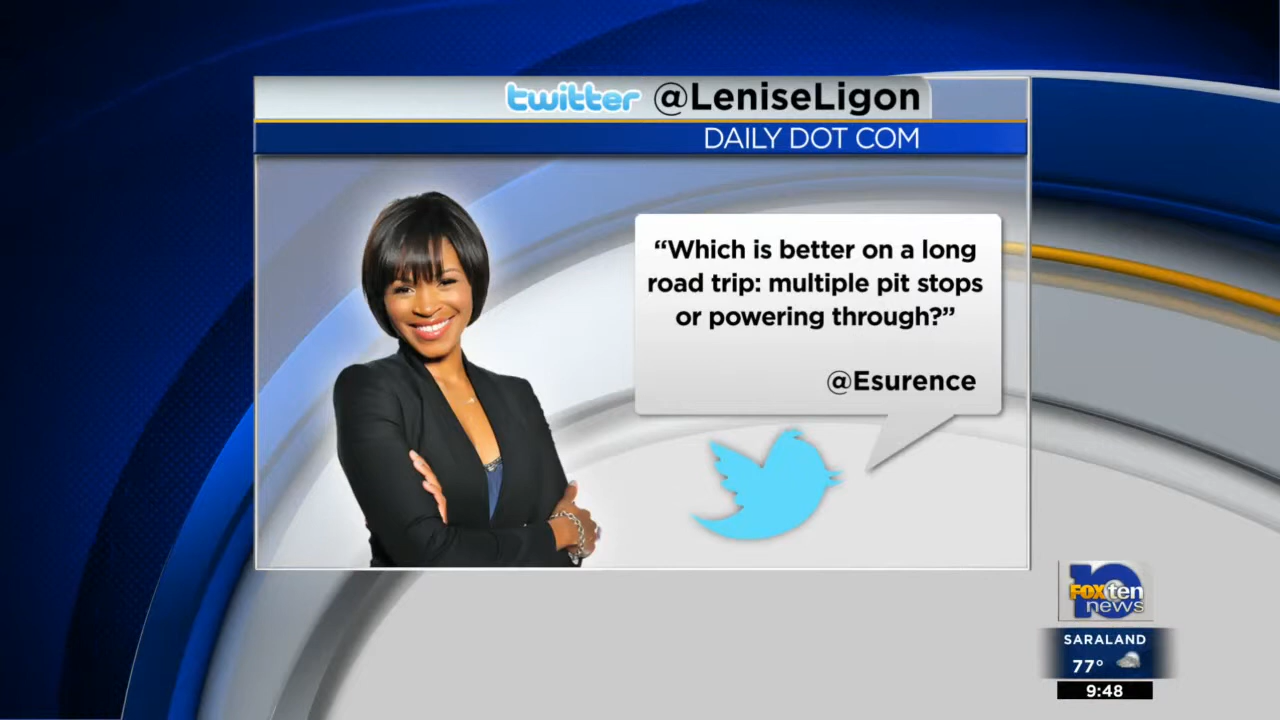 twitter @LeniseLigon
DAILY DOT COM
“Which is better on a long
road trip: multiple pit stops
or powering through?”
@Esurence
10
FOX ten
news
SARALAND
77°
9:48